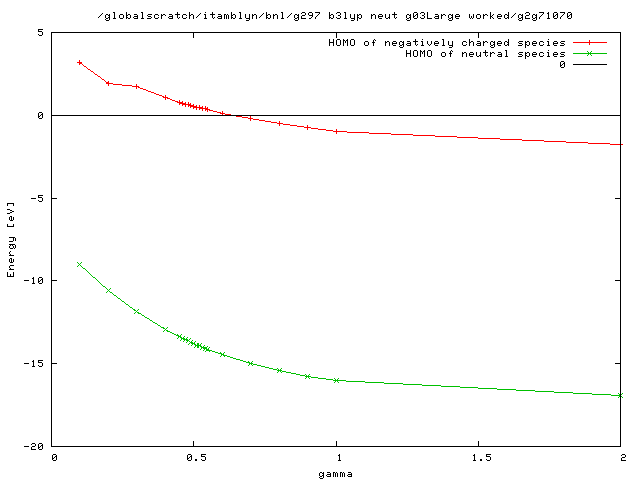 /globalscratch/itamblyn/bnl/g297 b3lyp neut g03Large worked/g2g71070
HOMO of negatively charged species
HOMO of neutral species
0
5
0
-5
-10
-15
-20
Energy [eV]
0 0.5 1 1.5 2
gamma